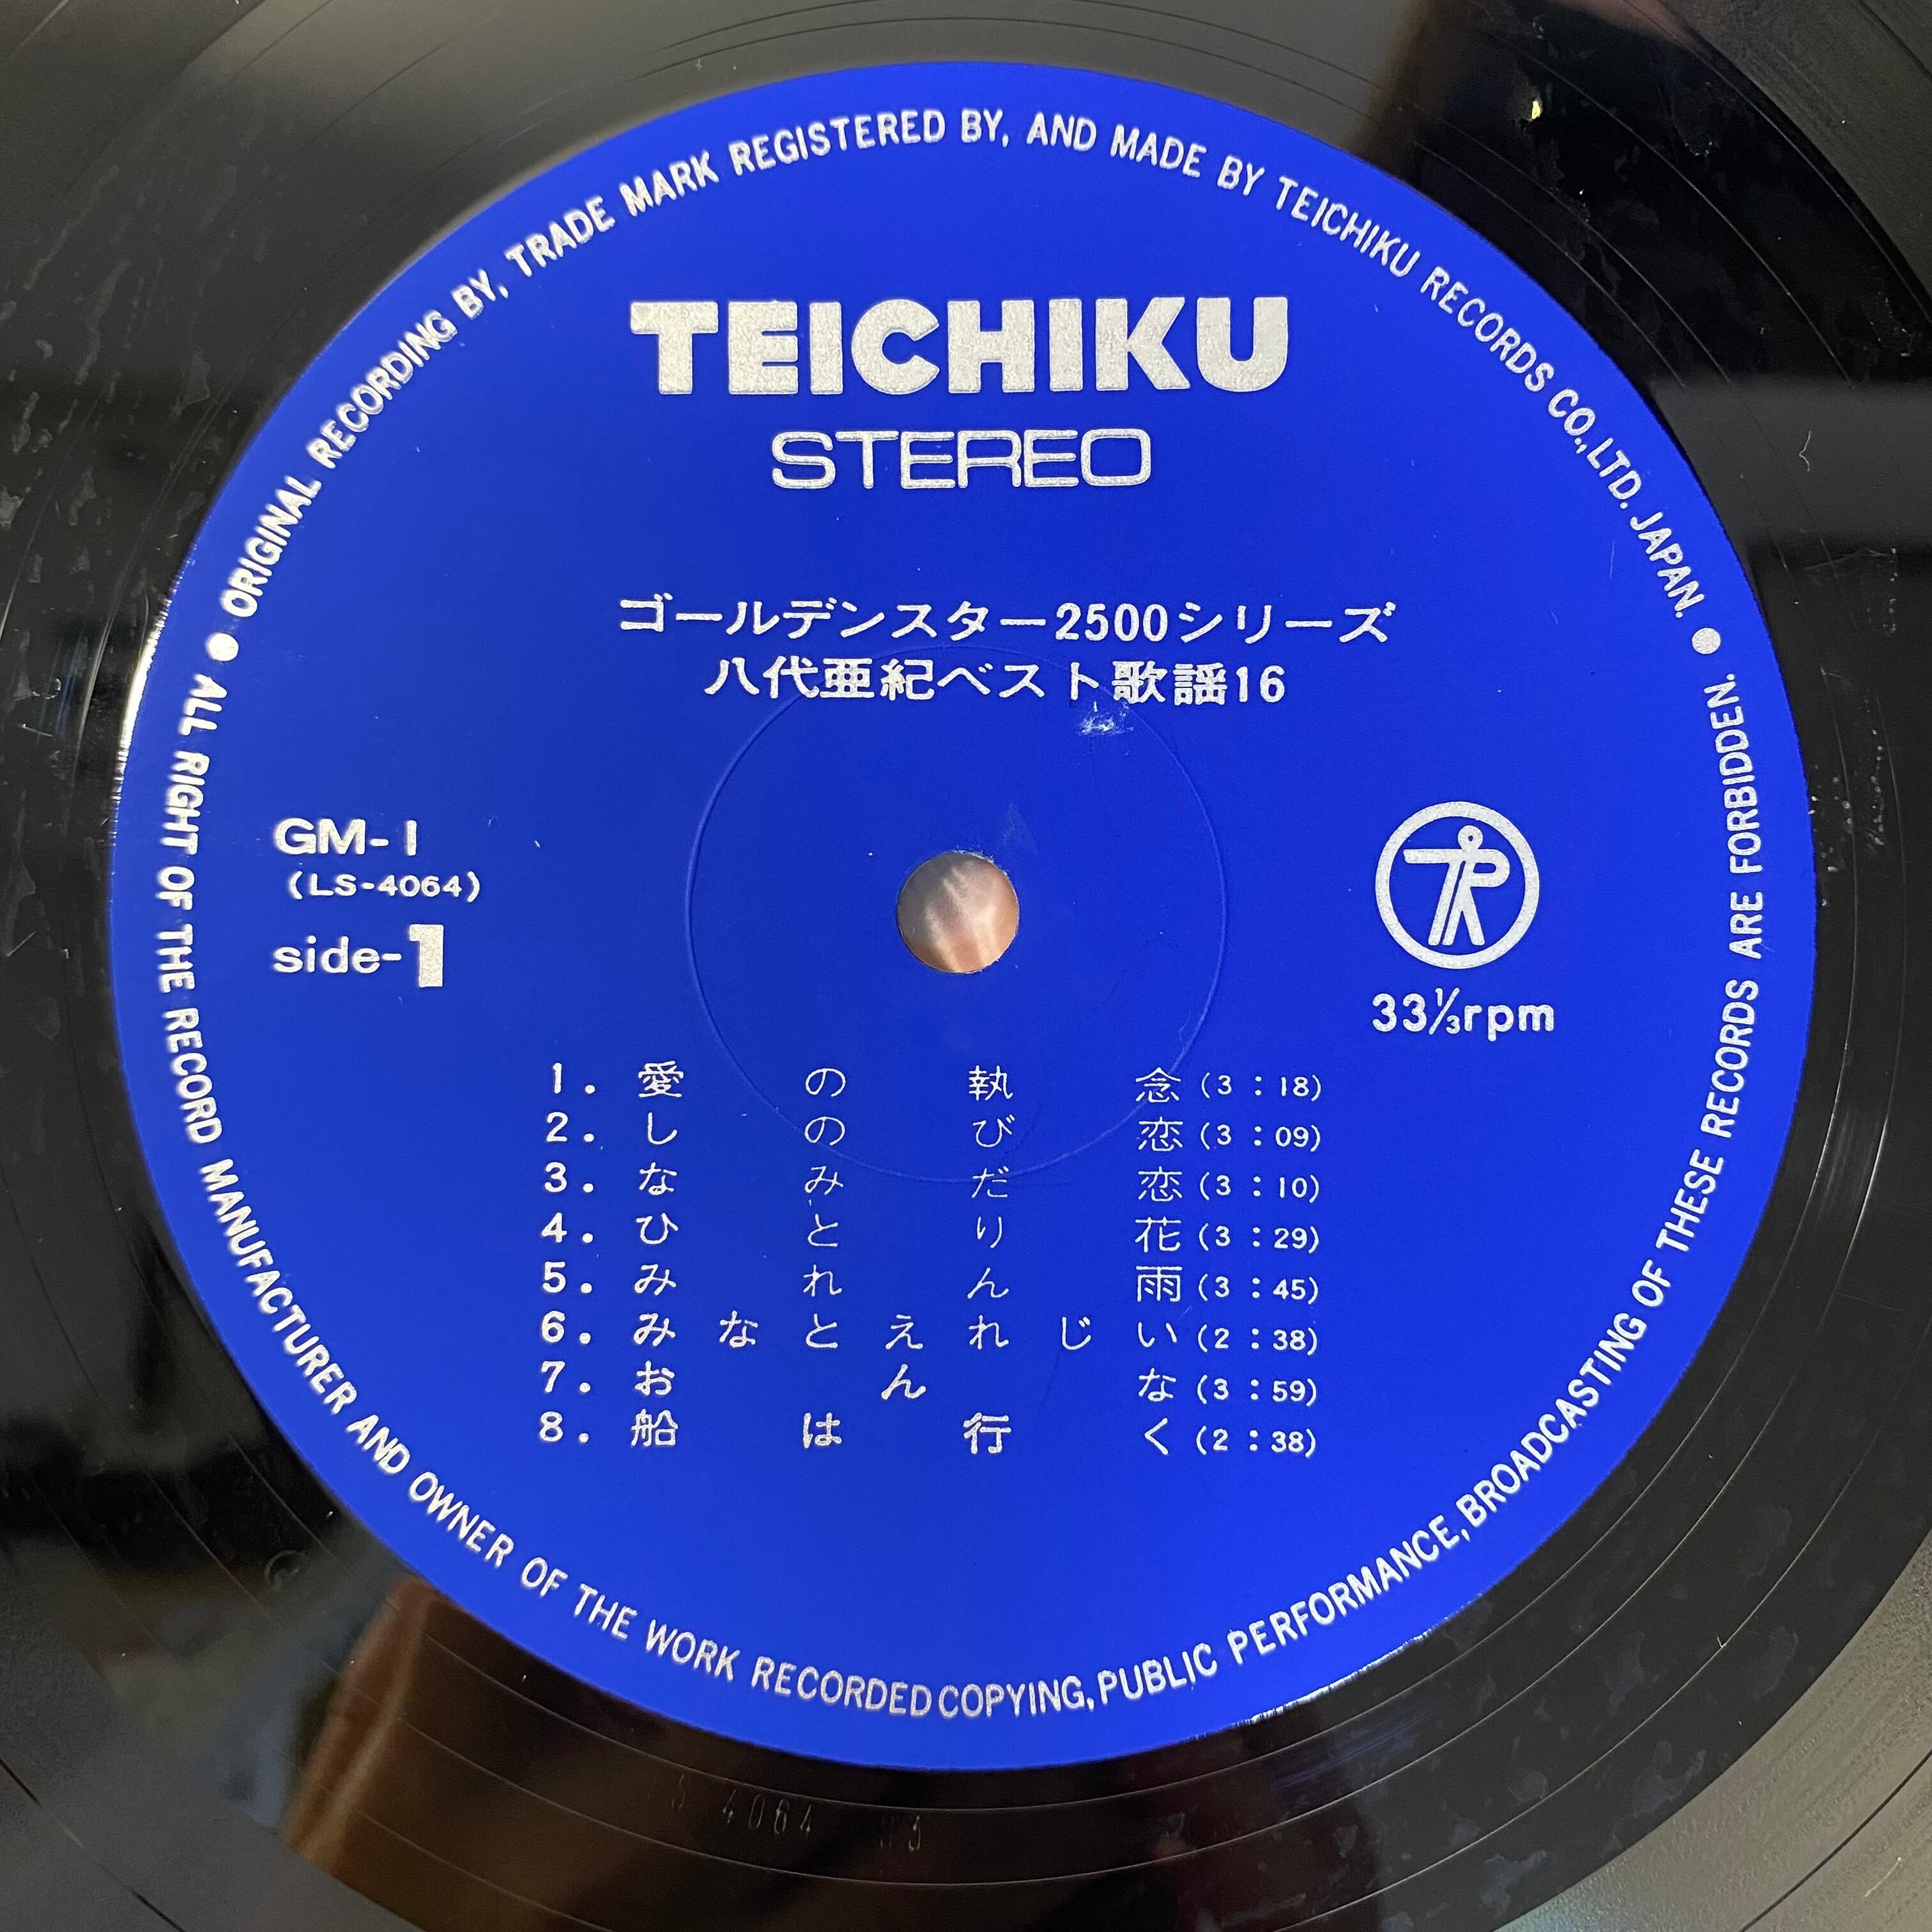 ORIGINAL RECORDING BY, TRADE MARK REGISTERED BY, AND MADE BY TEICHIKU RECORDS CO., LTD. JAPAN.
TEICHIKU
STEREO
ゴールデンスター2500シリーズ
八代亜紀ベスト歌謡16
GM-1
(LS-4064)
side-1
33⅓rpm
1. 愛の執念 (3:18)
2. しのび恋 (3:09)
3. なみだ恋 (3:10)
4. ひとり花 (3:29)
5. みれん雨 (3:45)
6. みなとえれじい (2:38)
7. おんな (3:59)
8. 船は行く (2:38)
ALL RIGHT OF THE RECORD MANUFACTURER AND OWNER OF THE WORK RECORDED COPYING, PUBLIC PERFORMANCE, BROADCASTING OF THESE RECORDS ARE FORBIDDEN.
4064